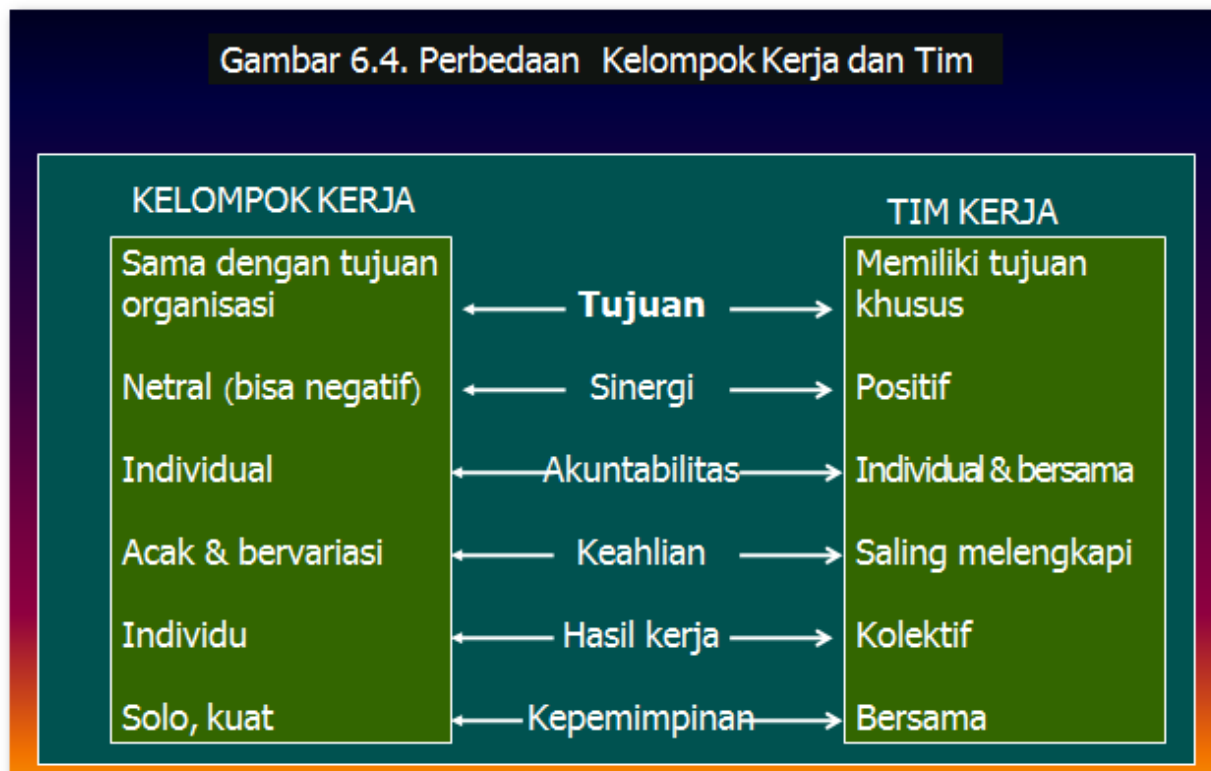 Gambar 6.4. Perbedaan Kelompok Kerja dan Tim
KELOMPOK KERJA
TIM KERJA
Sama dengan tujuan
organisasi
Tujuan
Memiliki tujuan
khusus
Netral (bisa negatif)
Sinergi
Positif
Individual
Akuntabilitas
Individual & bersama
Acak & bervariasi
Keahlian
Saling melengkapi
Individu
Hasil kerja
Kolektif
Solo, kuat
Kepemimpinan
Bersama